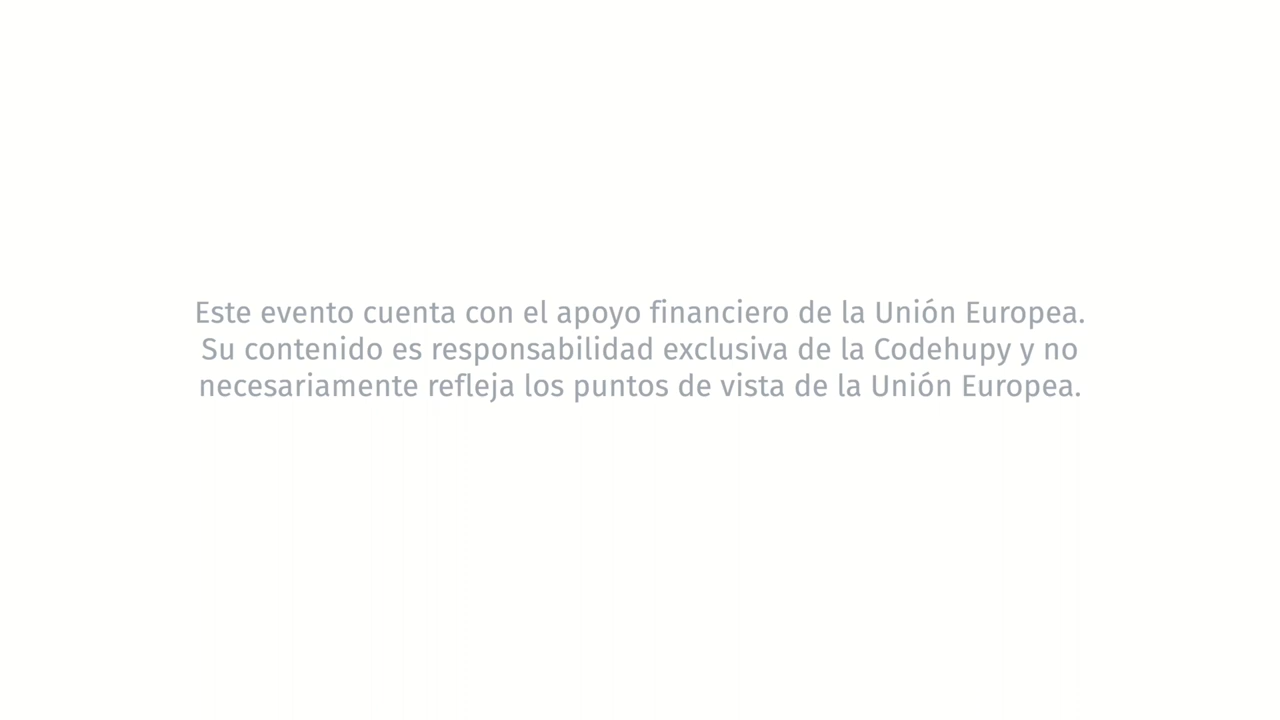 Este evento cuenta con el apoyo financiero de la Unión Europea.
Su contenido es responsabilidad exclusiva de la Codehupy y no
necesariamente refleja los puntos de vista de la Unión Europea.